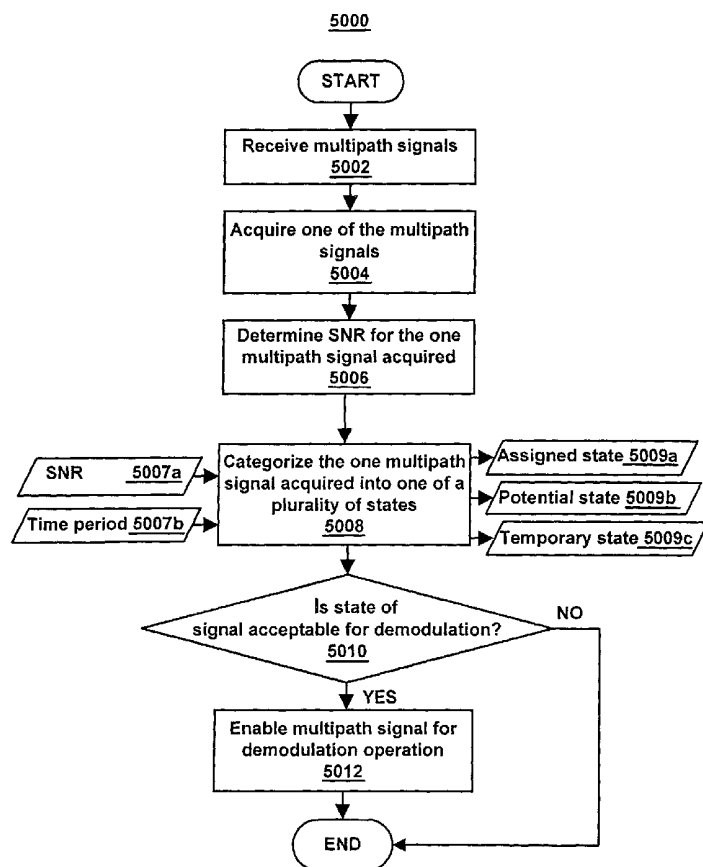 5000
START
Receive multipath signals
5002
Acquire one of the multipath
signals
5004
Determine SNR for the one
multipath signal acquired
5006
SNR 5007a
Time period 5007b
Categorize the one multipath
signal acquired into one of a
plurality of states
5008
Assigned state 5009a
Potential state 5009b
Temporary state 5009c
Is state of
signal acceptable for demodulation?
5010
NO
YES
Enable multipath signal for
demodulation operation
5012
END